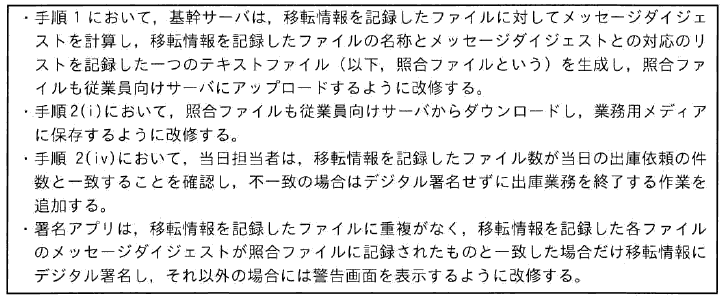 ・手順1において，基幹サーバは，移転情報を記録したファイルに対してメッセージダイジェ
ストを計算し，移転情報を記録したファイルの名称とメッセージダイジェストとの対応のリ
ストを記録した一つのテキストファイル（以下，照合ファイルという）を生成し，照合ファ
イルも従業員向けサーバにアップロードするように改修する。
・手順2(i)において，照合ファイルも従業員向けサーバからダウンロードし，業務用メディア
に保存するように改修する。
・手順 2(iv)において，当日担当者は，移転情報を記録したファイル数が当日の出庫依頼の件
数と一致することを確認し，不一致の場合はデジタル署名せずに出庫業務を終了する作業を
追加する。
・署名アプリは，移転情報を記録したファイルに重複がなく，移転情報を記録した各ファイル
のメッセージダイジェストが照合ファイルに記録されたものと一致した場合だけ移転情報に
デジタル署名し，それ以外の場合には警告画面を表示するように改修する。